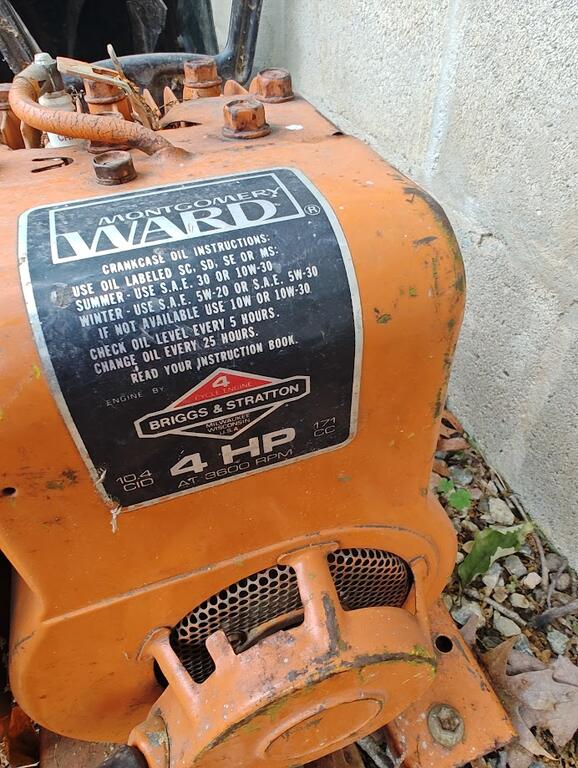 MONTGOMERY
WARD ®
CRANKCASE OIL INSTRUCTIONS:
USE OIL LABELED SC, SD, SE OR MS:
SUMMER - USE S.A.E. 30 OR 10W-30
WINTER - USE S.A.E. 5W-20 OR S.A.E. 5W-30
IF NOT AVAILABLE USE 10W OR 10W-30
CHECK OIL LEVEL EVERY 5 HOURS.
CHANGE OIL EVERY 25 HOURS.
READ YOUR INSTRUCTION BOOK.
ENGINE BY
4
CYCLE ENGINE
BRIGGS & STRATTON
MILWAUKEE
WISCONSIN
U.S.A.
10.4
CID
4 HP
AT 3600 RPM
171
CC